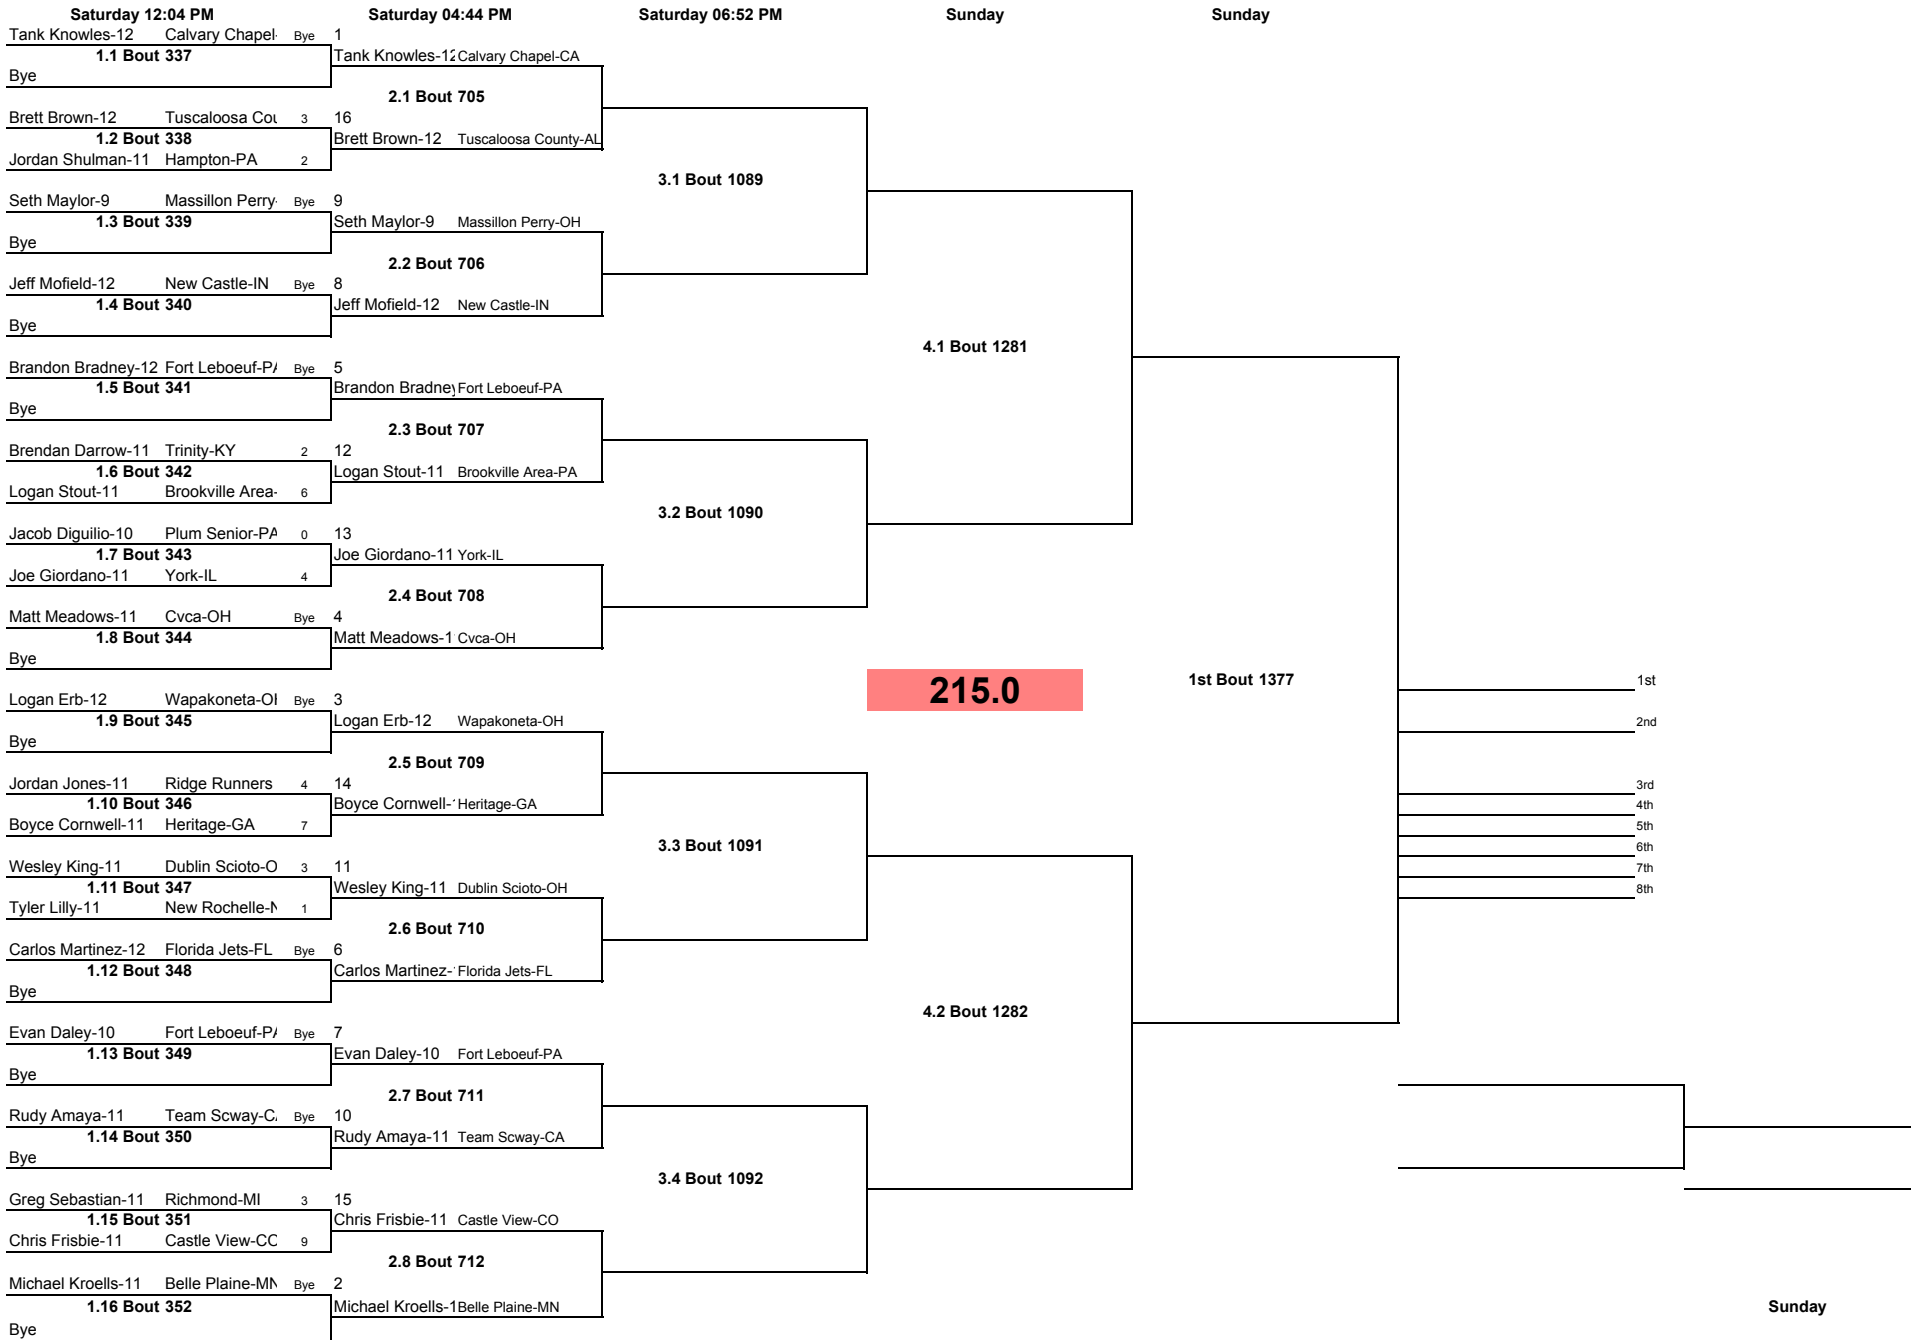 Saturday 12:04 PM Saturday 04:44 PM Saturday 06:52 PM Sunday Sunday
Tank Knowles-12 Calvary Chapel- Bye 1
1.1 Bout 337 Tank Knowles-12 Calvary Chapel-CA
Bye
2.1 Bout 705
Brett Brown-12 Tuscaloosa Cou 3 16
1.2 Bout 338 Brett Brown-12 Tuscaloosa County-AL
Jordan Shulman-11 Hampton-PA 2
3.1 Bout 1089
Seth Maylor-9 Massillon Perry- Bye 9
1.3 Bout 339 Seth Maylor-9 Massillon Perry-OH
Bye
2.2 Bout 706
Jeff Mofield-12 New Castle-IN Bye 8
1.4 Bout 340 Jeff Mofield-12 New Castle-IN
Bye
4.1 Bout 1281
Brandon Bradney-12 Fort Leboeuf-PA Bye 5
1.5 Bout 341 Brandon Bradney Fort Leboeuf-PA
Bye
2.3 Bout 707
Brendan Darrow-11 Trinity-KY 2 12
1.6 Bout 342 Logan Stout-11 Brookville Area-PA
Logan Stout-11 Brookville Area- 6
3.2 Bout 1090
Jacob Diguilio-10 Plum Senior-PA 0 13
1.7 Bout 343 Joe Giordano-11 York-IL
Joe Giordano-11 York-IL 4
2.4 Bout 708
Matt Meadows-11 Cvca-OH Bye 4
1.8 Bout 344 Matt Meadows-1 Cvca-OH
Bye
215.0 1st Bout 1377 1st
Logan Erb-12 Wapakoneta-OH Bye 3
1.9 Bout 345 Logan Erb-12 Wapakoneta-OH 2nd
Bye
2.5 Bout 709
Jordan Jones-11 Ridge Runners 4 14 3rd
1.10 Bout 346 Boyce Cornwell- Heritage-GA 4th
Boyce Cornwell-11 Heritage-GA 7 5th
3.3 Bout 1091 6th
Wesley King-11 Dublin Scioto-O 3 11 7th
1.11 Bout 347 Wesley King-11 Dublin Scioto-OH 8th
Tyler Lilly-11 New Rochelle-N 1
2.6 Bout 710
Carlos Martinez-12 Florida Jets-FL Bye 6
1.12 Bout 348 Carlos Martinez- Florida Jets-FL
Bye
4.2 Bout 1282
Evan Daley-10 Fort Leboeuf-PA Bye 7
1.13 Bout 349 Evan Daley-10 Fort Leboeuf-PA
Bye
2.7 Bout 711
Rudy Amaya-11 Team Scway-CA Bye 10
1.14 Bout 350 Rudy Amaya-11 Team Scway-CA
Bye
3.4 Bout 1092
Greg Sebastian-11 Richmond-MI 3 15
1.15 Bout 351 Chris Frisbie-11 Castle View-CO
Chris Frisbie-11 Castle View-CO 9
2.8 Bout 712
Michael Kroells-11 Belle Plaine-MN Bye 2
1.16 Bout 352 Michael Kroells-1 Belle Plaine-MN Sunday
Bye